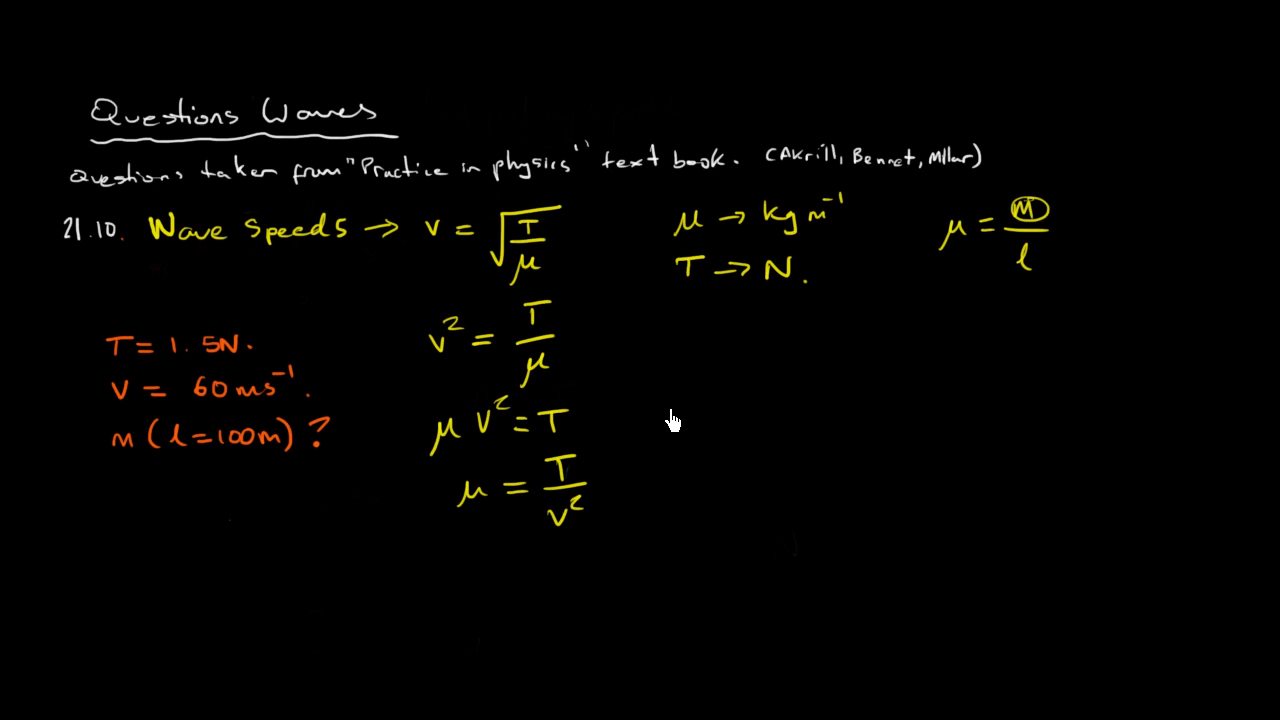 Questions Waves
Questions taken from "Practice in physics" text book. (Akrill, Bennet, Millar)
21.10. Wave Speeds → v = √(T/μ)
μ → kg m⁻¹
T → N.
μ = m/l
T = 1.5N.
V = 60 ms⁻¹.
m (l = 100m) ?
v² = T/μ
μ v² = T
μ = T/v²